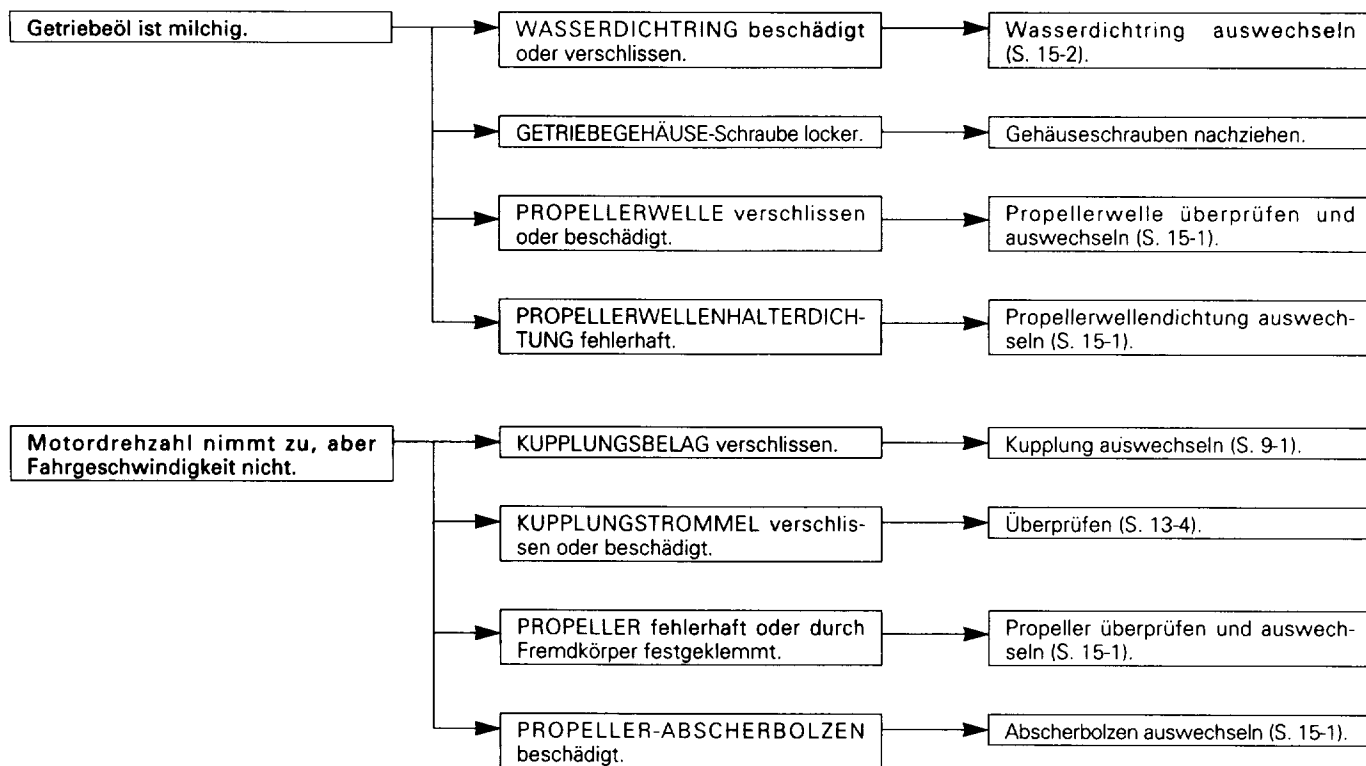 Getriebeöl ist milchig.
WASSERDICHTRING beschädigt
oder verschlissen.
Wasserdichtring auswechseln
(S. 15-2).
GETRIEBEGEHÄUSE-Schraube locker.
Gehäuseschrauben nachziehen.
PROPELLERWELLE verschlissen
oder beschädigt.
Propellerwelle überprüfen und
auswechseln (S. 15-1).
PROPELLERWELLENHALTERDICH-
TUNG fehlerhaft.
Propellerwellendichtung auswech-
seln (S. 15-1).
Motordrehzahl nimmt zu, aber
Fahrgeschwindigkeit nicht.
KUPPLUNGSBELAG verschlissen.
Kupplung auswechseln (S. 9-1).
KUPPLUNGSTROMMEL verschlis-
sen oder beschädigt.
Überprüfen (S. 13-4).
PROPELLER fehlerhaft oder durch
Fremdkörper festgeklemmt.
Propeller überprüfen und auswech-
seln (S. 15-1).
PROPELLER-ABSCHERBOLZEN
beschädigt.
Abscherbolzen auswechseln (S. 15-1).